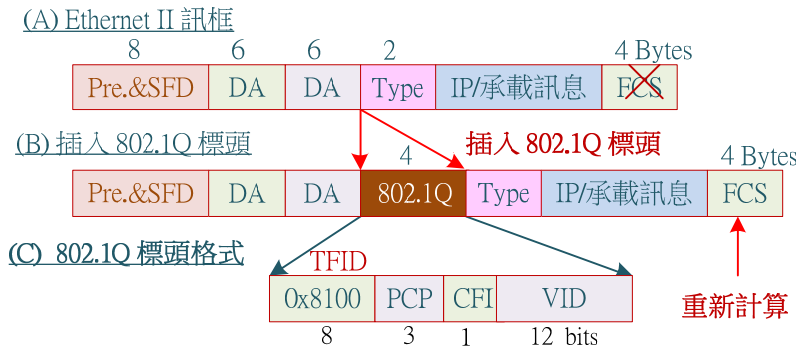 (A) Ethernet II 訊框
8 6 6 2 4 Bytes
Pre.&SFD DA DA Type IP/承載訊息 FCS
(B) 插入 802.1Q 標頭
插入 802.1Q 標頭
4 4 Bytes
Pre.&SFD DA DA 802.1Q Type IP/承載訊息 FCS
(C) 802.1Q 標頭格式
TFID
0x8100 PCP CFI VID
重新計算
8 3 1 12 bits